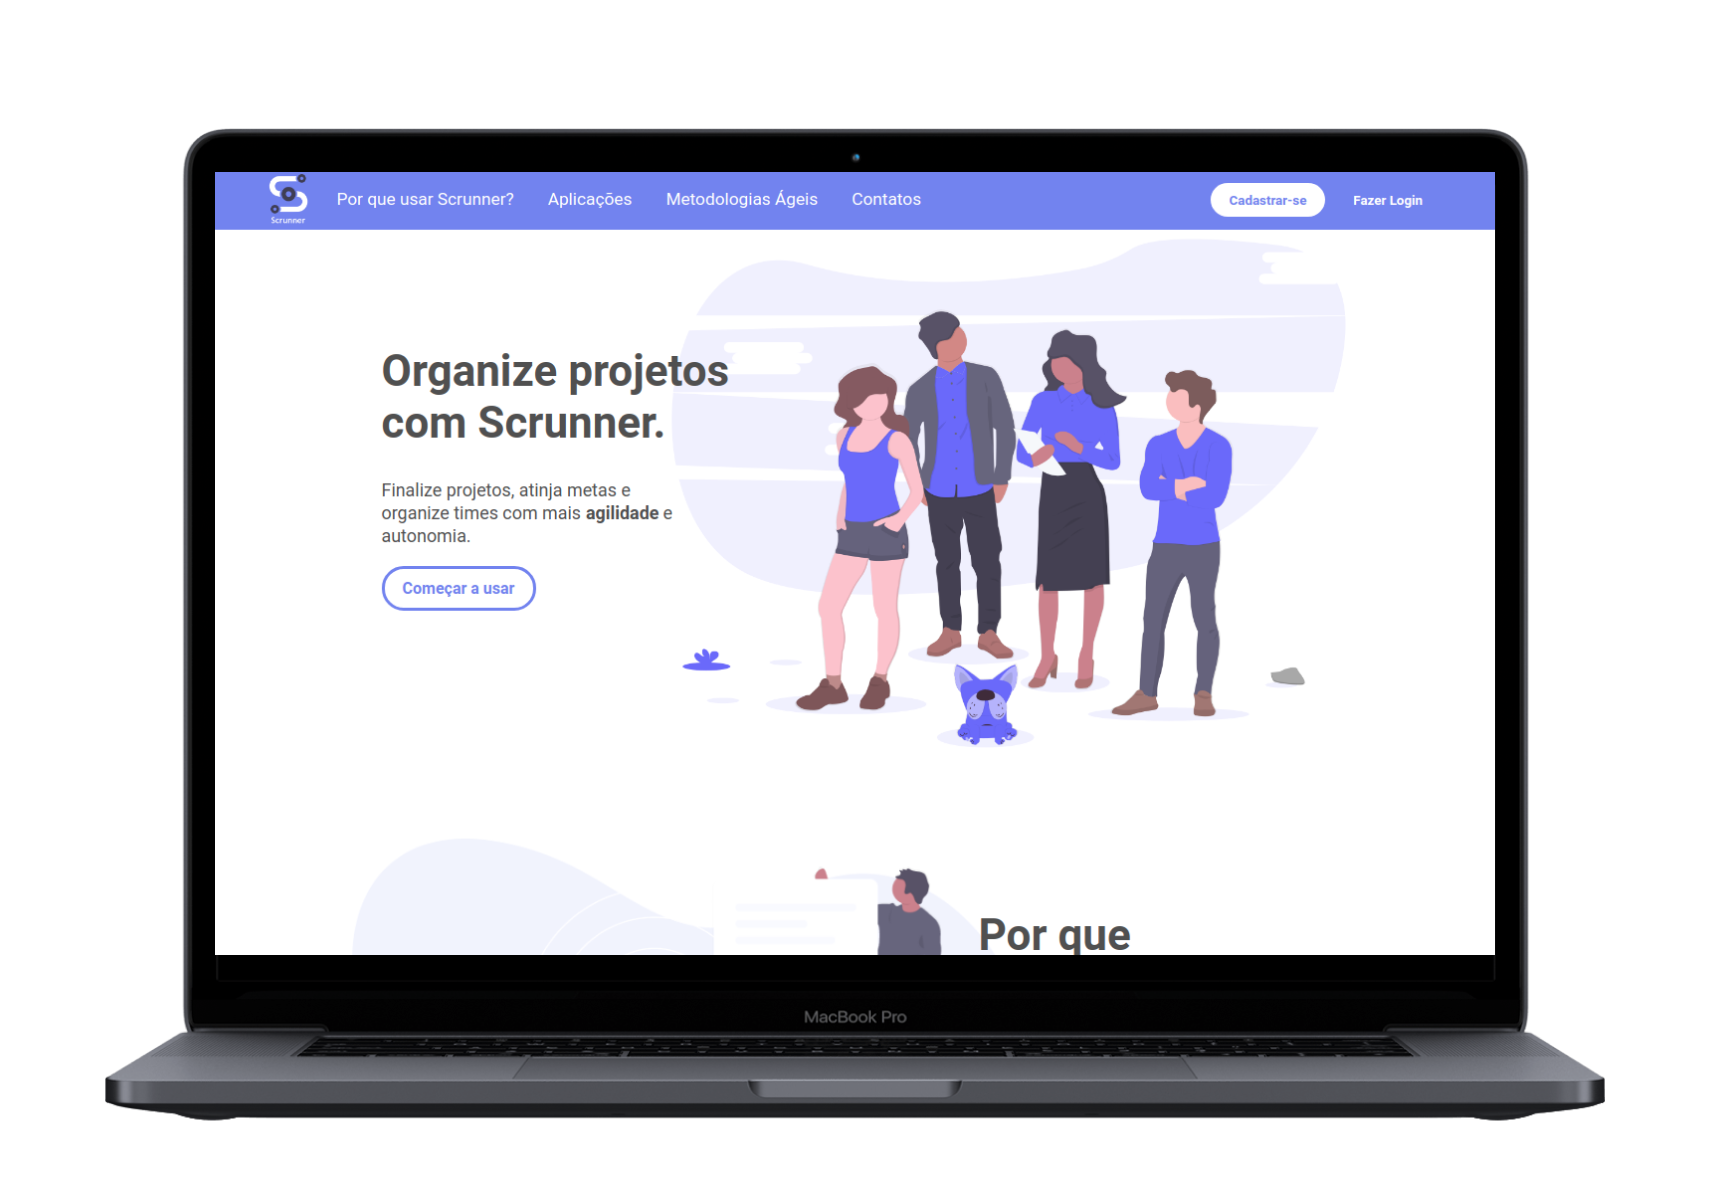 Scrunner
Por que usar Scrunner?
Aplicações
Metodologias Ágeis
Contatos
Cadastrar-se
Fazer Login
Organize projetos
com Scrunner.
Finalize projetos, atinja metas e
organize times com mais agilidade e
autonomia.
Começar a usar
Por que
MacBook Pro